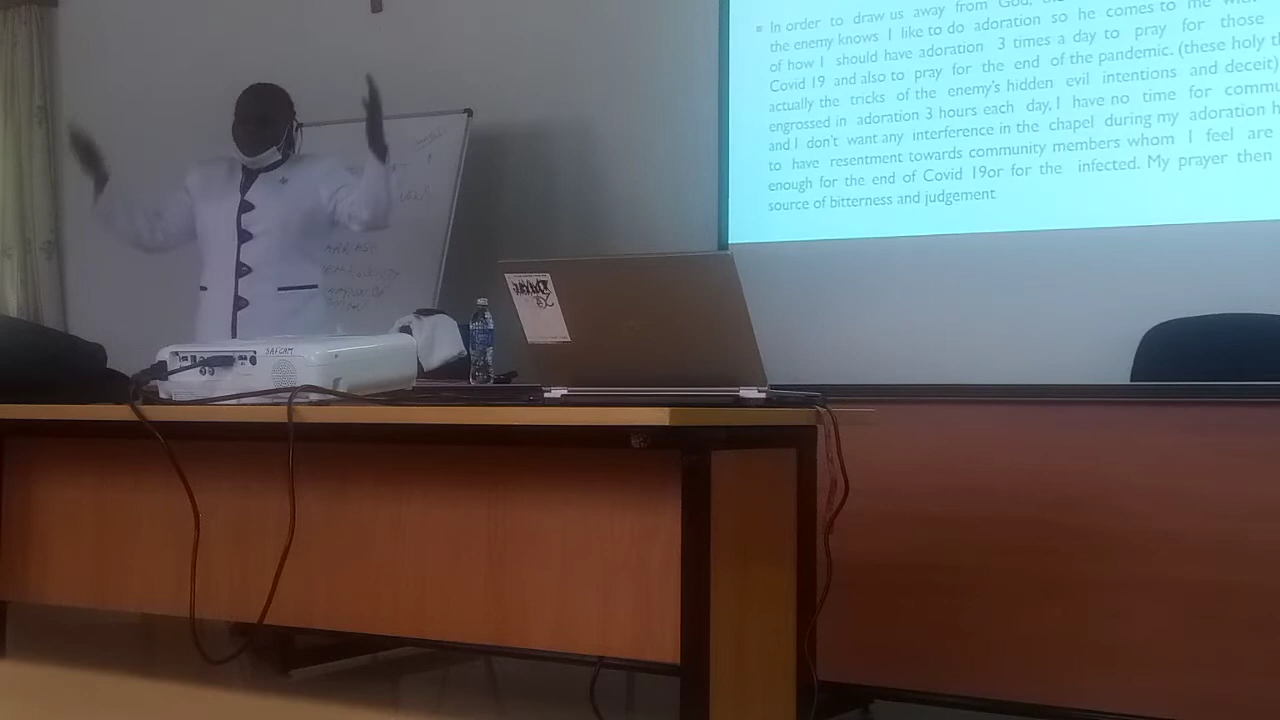 In order to draw us away from God,
the enemy knows I like to do adoration so he comes to me with
of how I should have adoration 3 times a day to pray for those
Covid 19 and also to pray for the end of the pandemic. (these holy
actually the tricks of the enemy's hidden evil intentions and deceit)
engrossed in adoration 3 hours each day, I have no time for
and I don't want any interference in the chapel during my adoration
to have resentment towards community members whom I feel are
enough for the end of Covid 19or for the infected. My prayer then
source of bitterness and judgement
SAFCAM